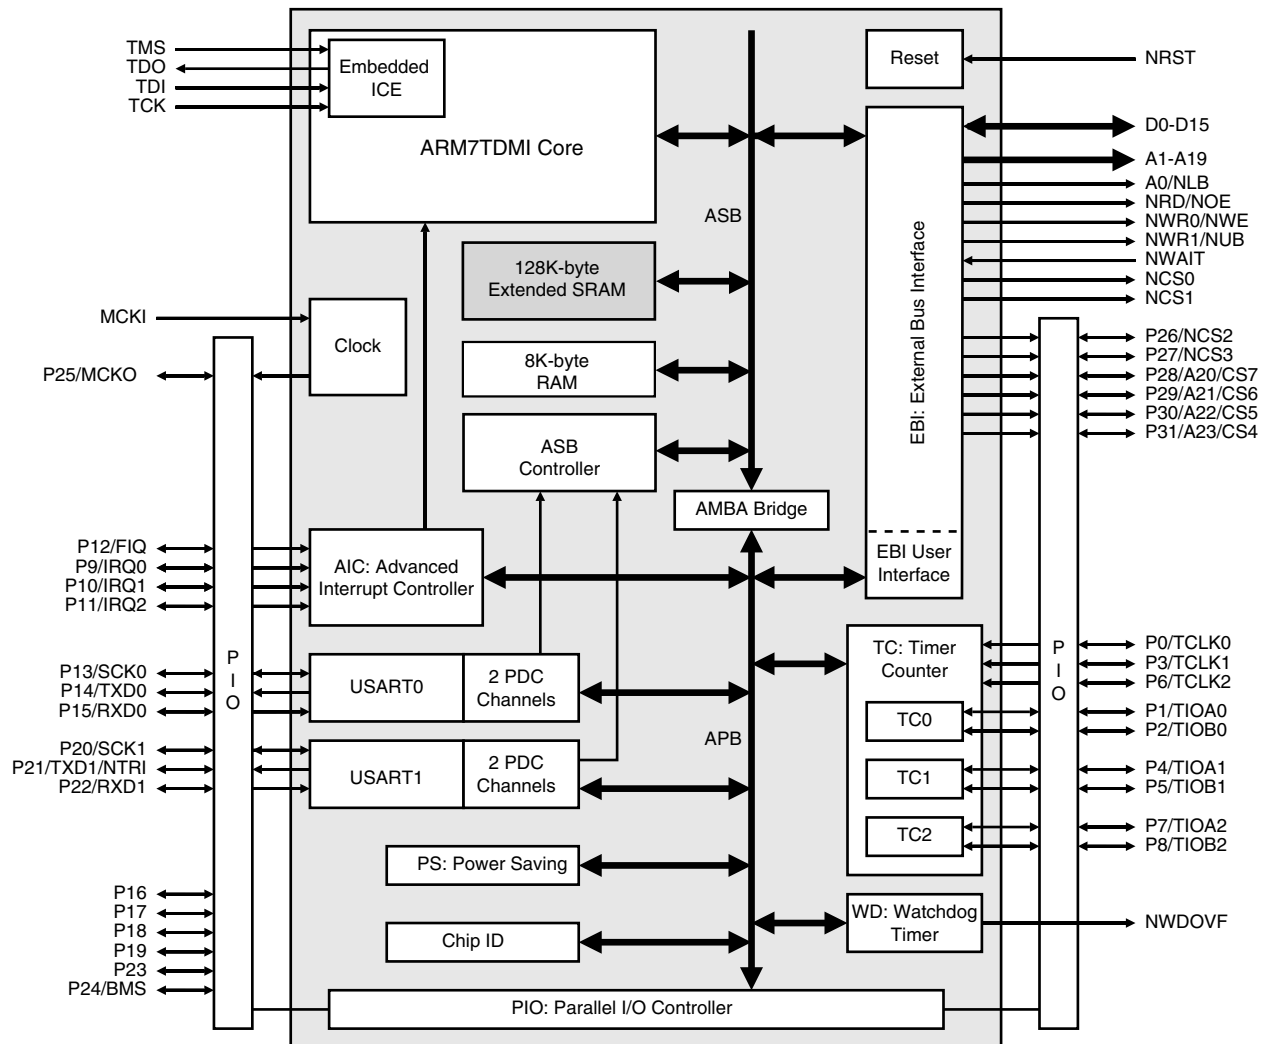 TMS
TDO
TDI
TCK
Embedded
ICE
ARM7TDMI Core
Reset
NRST
D0-D15
A1-A19
A0/NLB
NRD/NOE
NWR0/NWE
NWR1/NUB
NWAIT
NCS0
NCS1
ASB
EBI: External Bus Interface
128K-byte
Extended SRAM
MCKI
Clock
P25/MCKO
8K-byte
RAM
P26/NCS2
P27/NCS3
P28/A20/CS7
P29/A21/CS6
P30/A22/CS5
P31/A23/CS4
ASB
Controller
AMBA Bridge
EBI User
Interface
P12/FIQ
P9/IRQ0
P10/IRQ1
P11/IRQ2
AIC: Advanced
Interrupt Controller
P
I
O
P13/SCK0
P14/TXD0
P15/RXD0
USART0
2 PDC
Channels
P20/SCK1
P21/TXD1/NTRI
P22/RXD1
USART1
2 PDC
Channels
APB
TC: Timer
Counter
TC0
TC1
TC2
P
I
O
P0/TCLK0
P3/TCLK1
P6/TCLK2
P1/TIOA0
P2/TIOB0
P4/TIOA1
P5/TIOB1
P7/TIOA2
P8/TIOB2
PS: Power Saving
P16
P17
P18
P19
P23
P24/BMS
Chip ID
WD: Watchdog
Timer
NWDOVF
PIO: Parallel I/O Controller